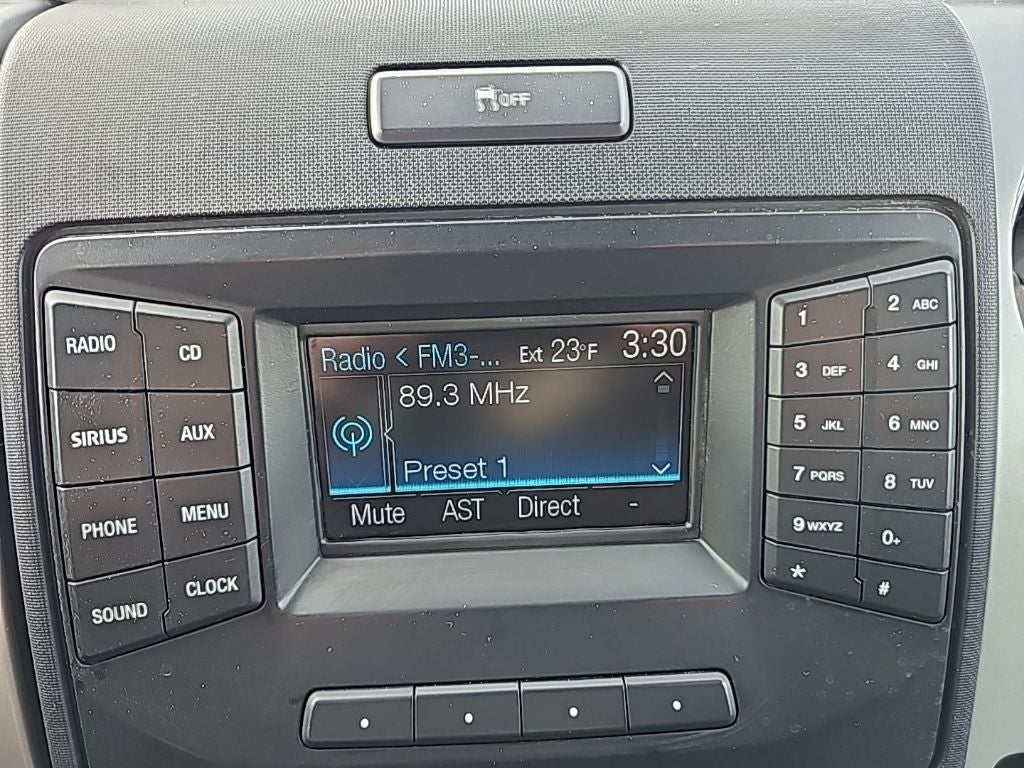 OFF
RADIO
CD
SIRIUS
AUX
PHONE
MENU
SOUND
CLOCK
Radio < FM3-... Ext 23°F 3:30
89.3 MHz
Preset 1
Mute AST Direct -
1
2 ABC
3 DEF
4 GHI
5 JKL
6 MNO
7 PQRS
8 TUV
9 WXYZ
0+
*
#